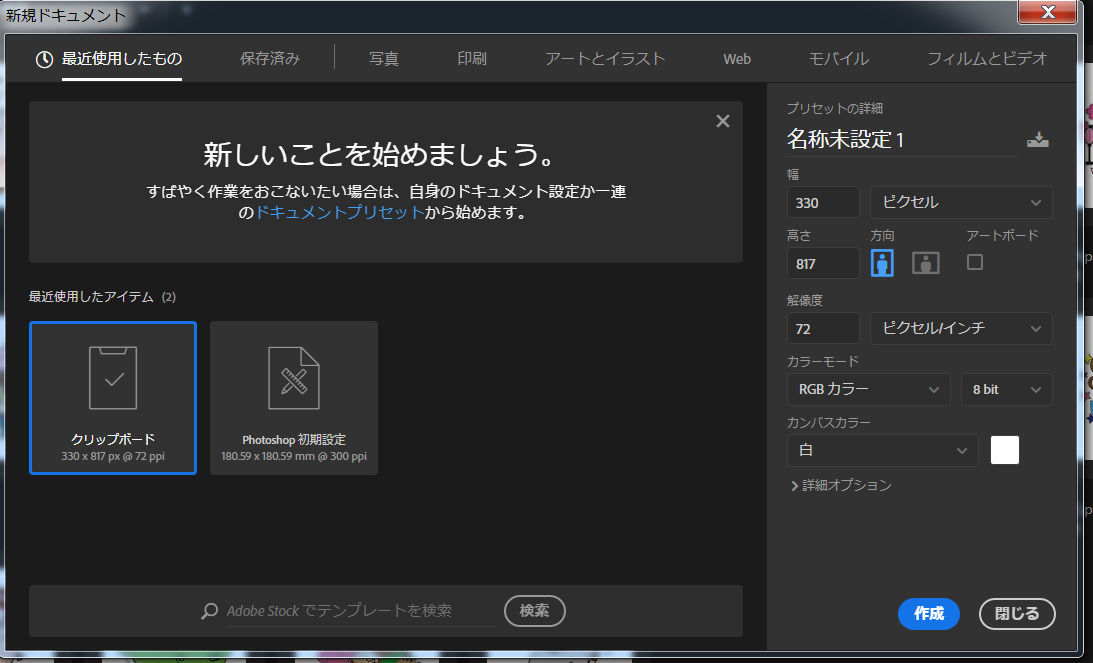 新規ドキュメント
最近使用したもの
保存済み
写真
印刷
アートとイラスト
Web
モバイル
フィルムとビデオ
新しいことを始めましょう。
すばやく作業をおこないたい場合は、自身のドキュメント設定か一連
のドキュメントプリセットから始めます。
最近使用したアイテム (2)
クリップボード
330 x 817 px @ 72 ppi
Photoshop 初期設定
180.59 x 180.59 mm @ 300 ppi
Adobe Stock でテンプレートを検索
検索
プリセットの詳細
名称未設定 1
幅
330
ピクセル
高さ
方向
アートボード
817
解像度
72
ピクセル/インチ
カラーモード
RGB カラー
8 bit
カンバスカラー
白
詳細オプション
作成
閉じる